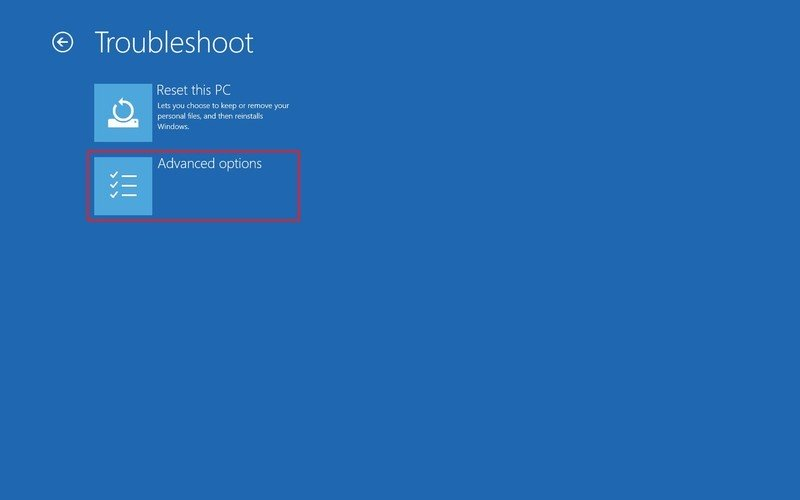 Troubleshoot
Reset this PC
Lets you choose to keep or remove your
personal files, and then reinstalls
Windows.
Advanced options